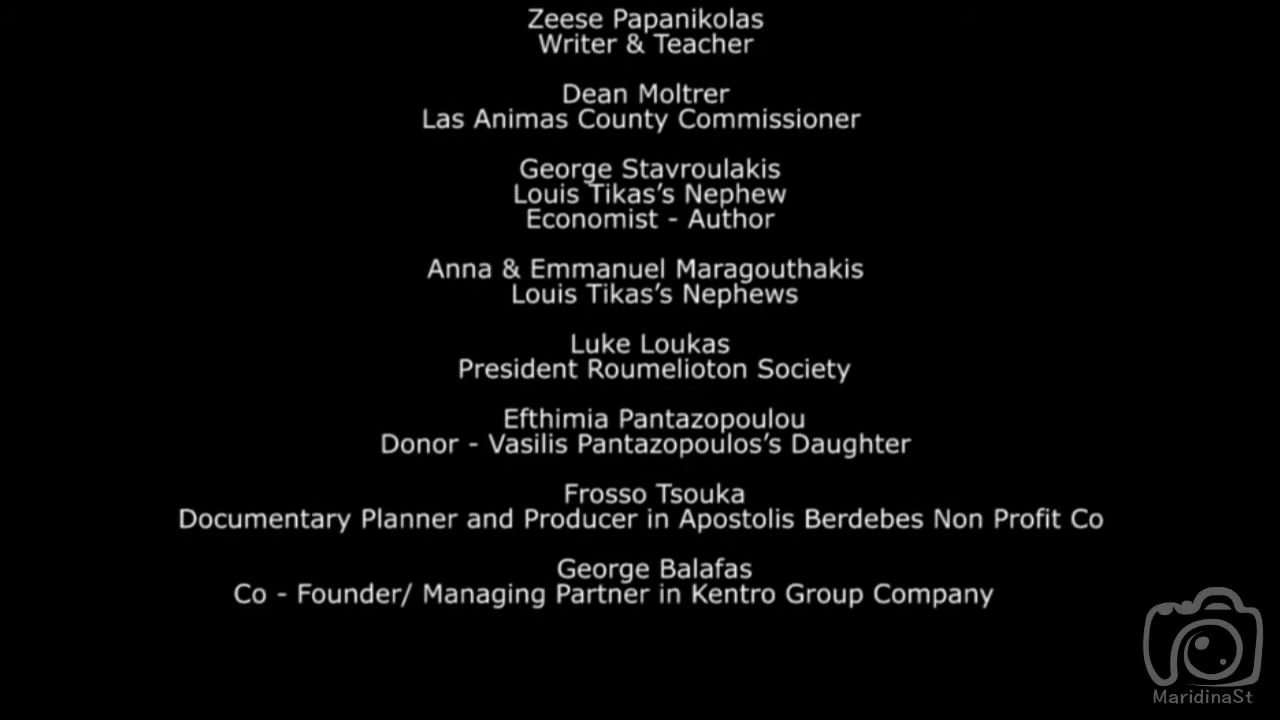 Zeese Papanikolas
Writer & Teacher
Dean Moltrer
Las Animas County Commissioner
George Stavroulakis
Louis Tikas’s Nephew
Economist - Author
Anna & Emmanuel Maragouthakis
Louis Tikas’s Nephews
Luke Loukas
President Roumelioton Society
Efthimia Pantazopoulou
Donor - Vasilis Pantazopoulos’s Daughter
Frosso Tsouka
Documentary Planner and Producer in Apostolis Berdebes Non Profit Co
George Balafas
Co - Founder/ Managing Partner in Kentro Group Company
MaridinaSt